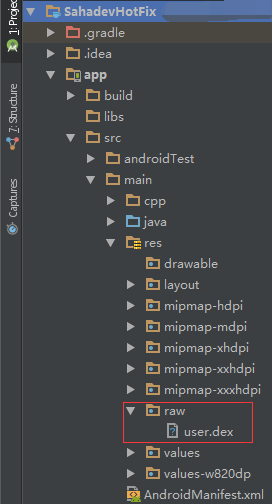 1: Project
7: Structure
Captures
SahadevHotFix
.gradle
.idea
app
build
libs
src
androidTest
main
cpp
java
res
drawable
layout
mipmap-hdpi
mipmap-mdpi
mipmap-xhdpi
mipmap-xxhdpi
mipmap-xxxhdpi
raw
user.dex
values
values-w820dp
AndroidManifest.xml